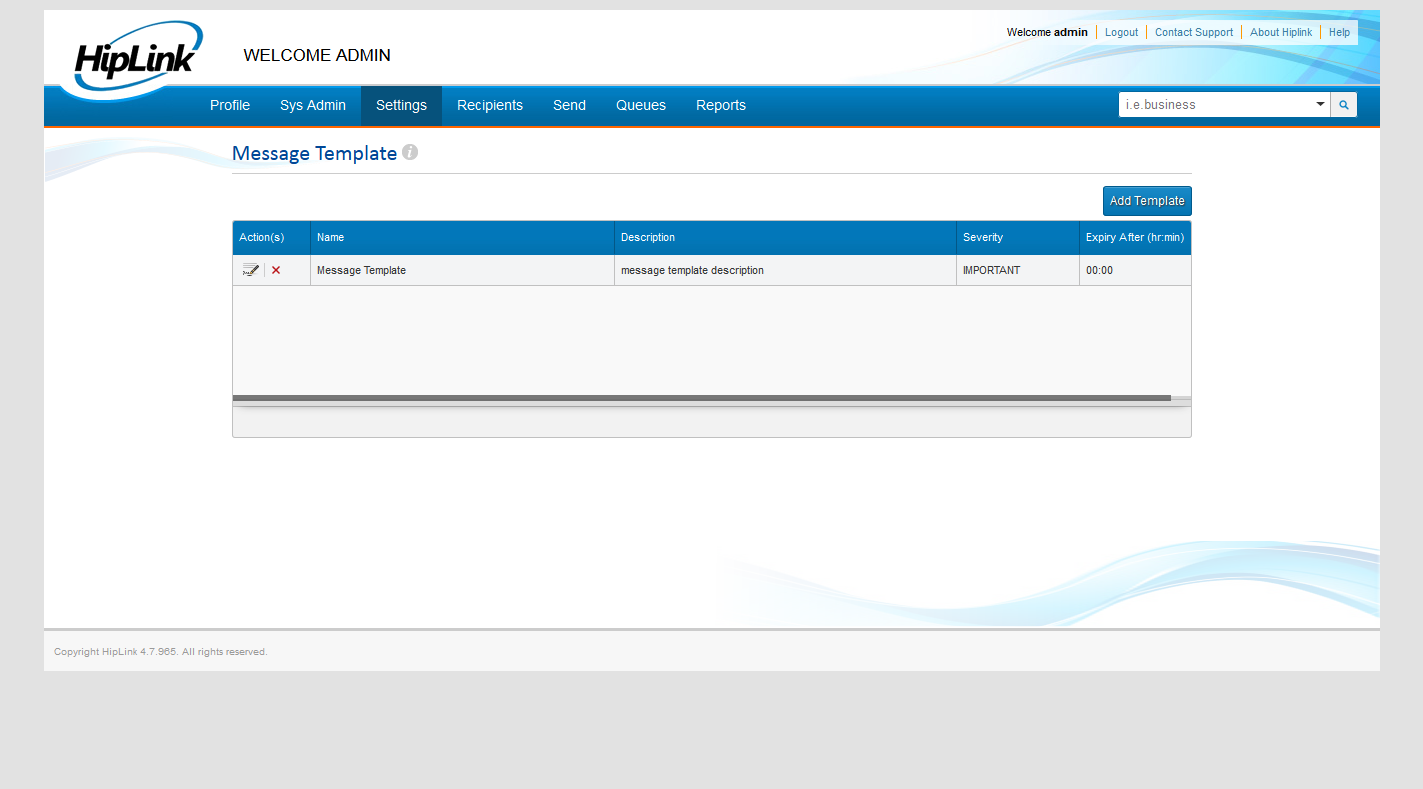 HipLink
WELCOME ADMIN
Welcome admin Logout Contact Support About Hiplink Help
Profile Sys Admin Settings Recipients Send Queues Reports i.e.business
Message Template i
Add Template
Action(s) Name Description Severity Expiry After (hr:min)
Message Template message template description IMPORTANT 00:00
Copyright HipLink 4.7.965. All rights reserved.